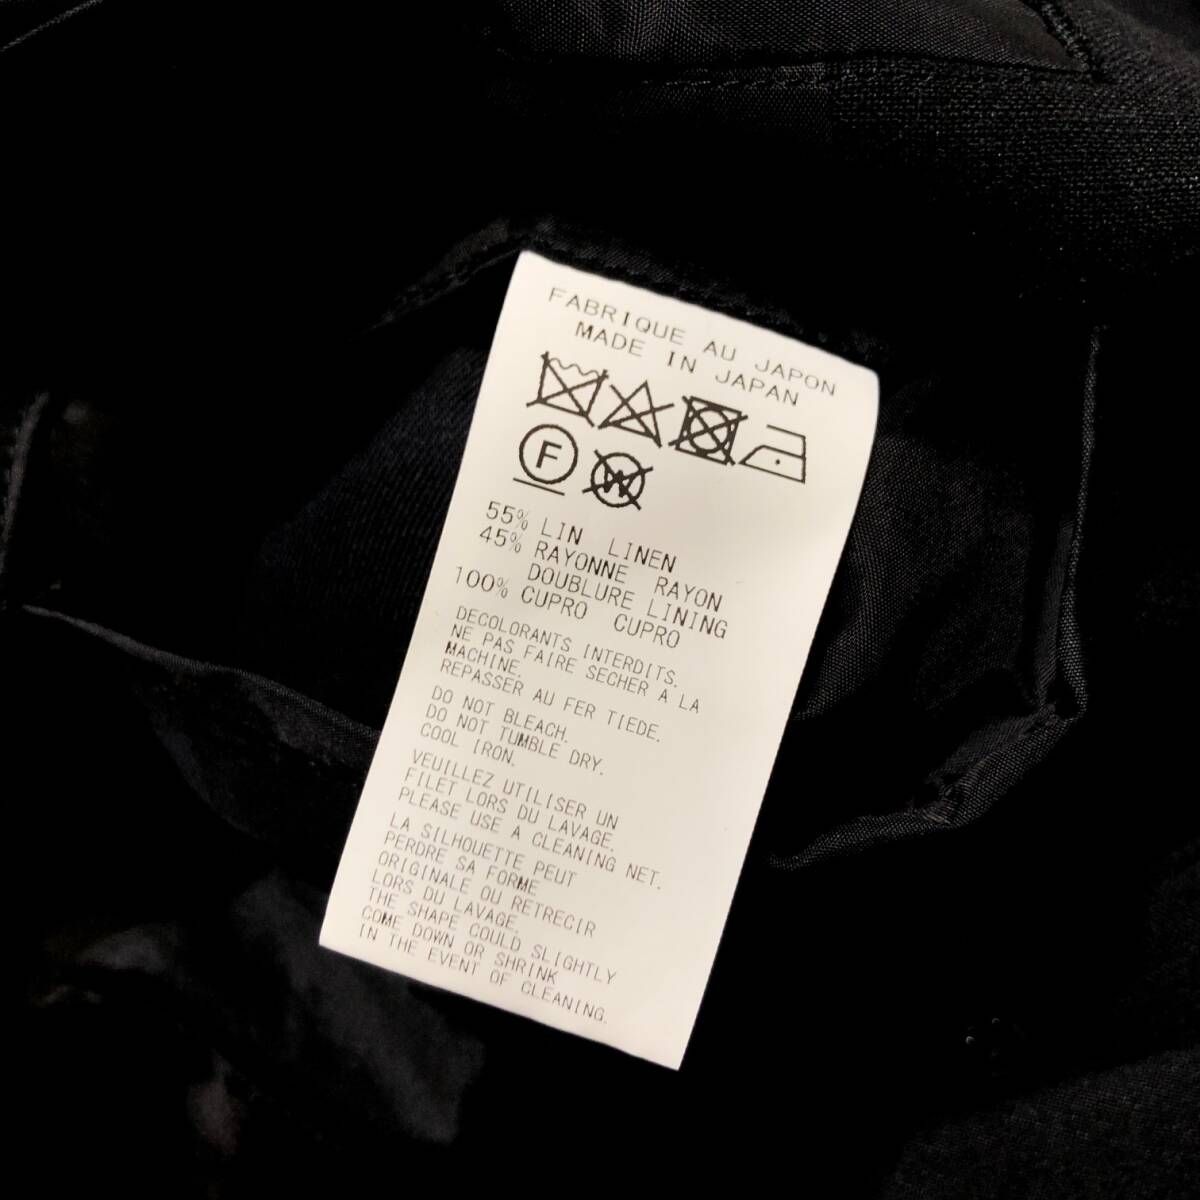 FABRIQUE AU JAPON
MADE IN JAPAN
F
W
55% LIN LINEN
45% RAYONNE RAYON
DOUBLURE LINING
100% CUPRO CUPRO
DECOLORANTS INTERDITS.
NE PAS FAIRE SECHER A LA
MACHINE.
REPASSER AU FER TIEDE.
DO NOT BLEACH.
DO NOT TUMBLE DRY.
COOL IRON.
VEUILLEZ UTILISER UN
FILET LORS DU LAVAGE.
PLEASE USE A CLEANING NET.
LA SILHOUETTE PEUT
PERDRE SA FORME
ORIGINALE OU RETRECIR
LORS DU LAVAGE.
THE SHAPE COULD SLIGHTLY
COME DOWN OR SHRINK
IN THE EVENT OF CLEANING.